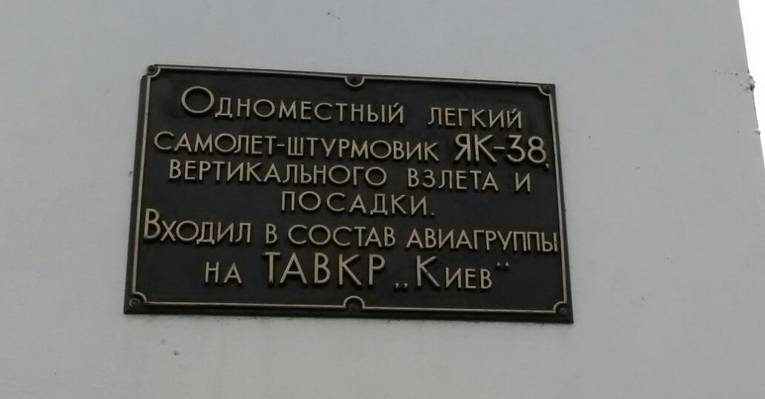 Одноместный легкий
самолет-штурмовик ЯК-38,
вертикального взлета и
посадки.
Входил в состав авиагруппы
на ТАВКР „Киев“